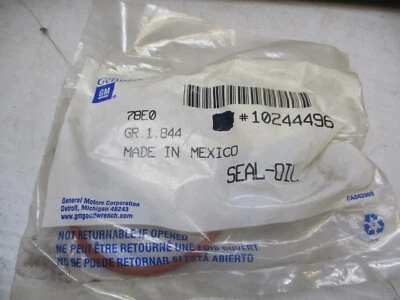 GM
78E0
#10244496
GR.1.844
MADE IN MEXICO
SEAL-OIL
General Motors Corporation
Detroit, Michigan 48243
www.gmgoodwrench.com
NOT RETURNABLE IF OPENED
NE PEUT ÊTRE RETOURNÉ UNE FOIS OUVERT
NO SE PUEDE RETORNAR SI ESTÁ ABIERTO